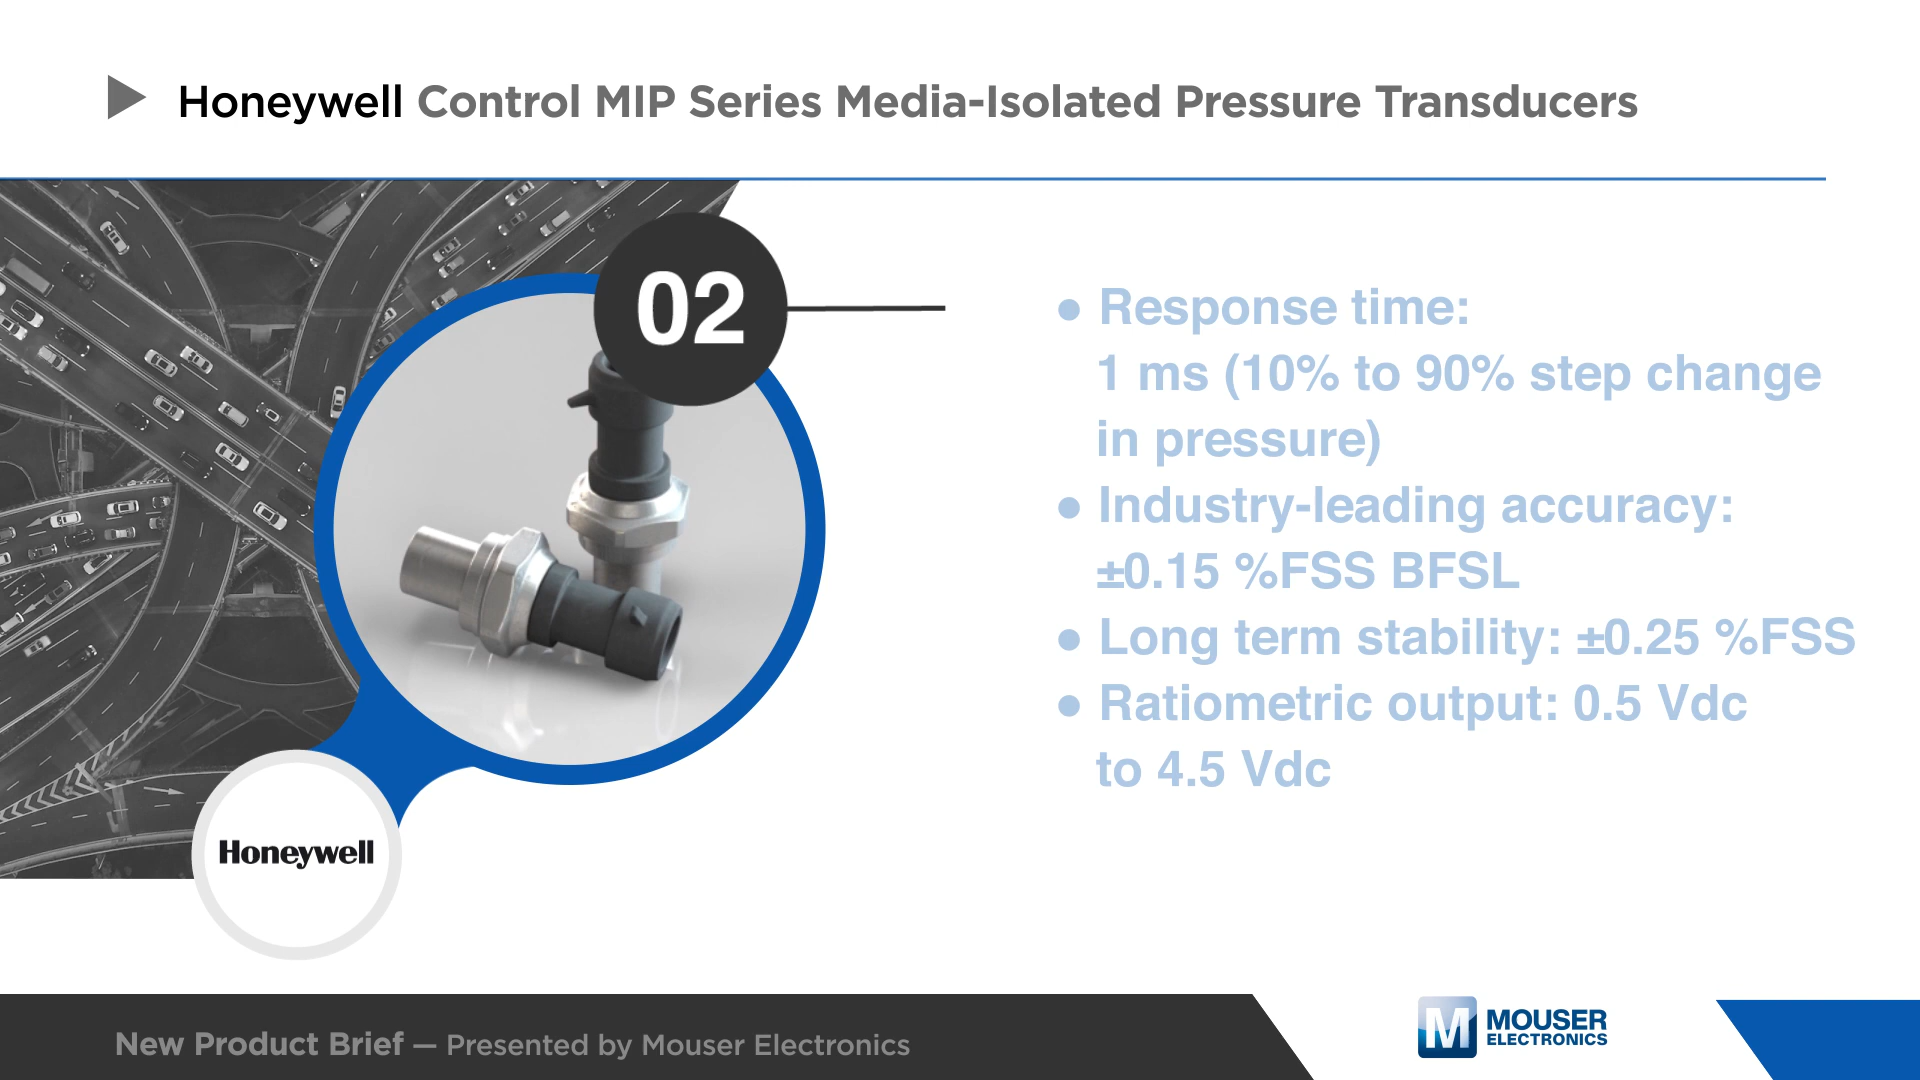 Honeywell Control MIP Series Media-Isolated Pressure Transducers
02
● Response time:
1 ms (10% to 90% step change
in pressure)
● Industry-leading accuracy:
±0.15 %FSS BFSL
● Long term stability: ±0.25 %FSS
● Ratiometric output: 0.5 Vdc
to 4.5 Vdc
Honeywell
New Product Brief — Presented by Mouser Electronics
M MOUSER
ELECTRONICS